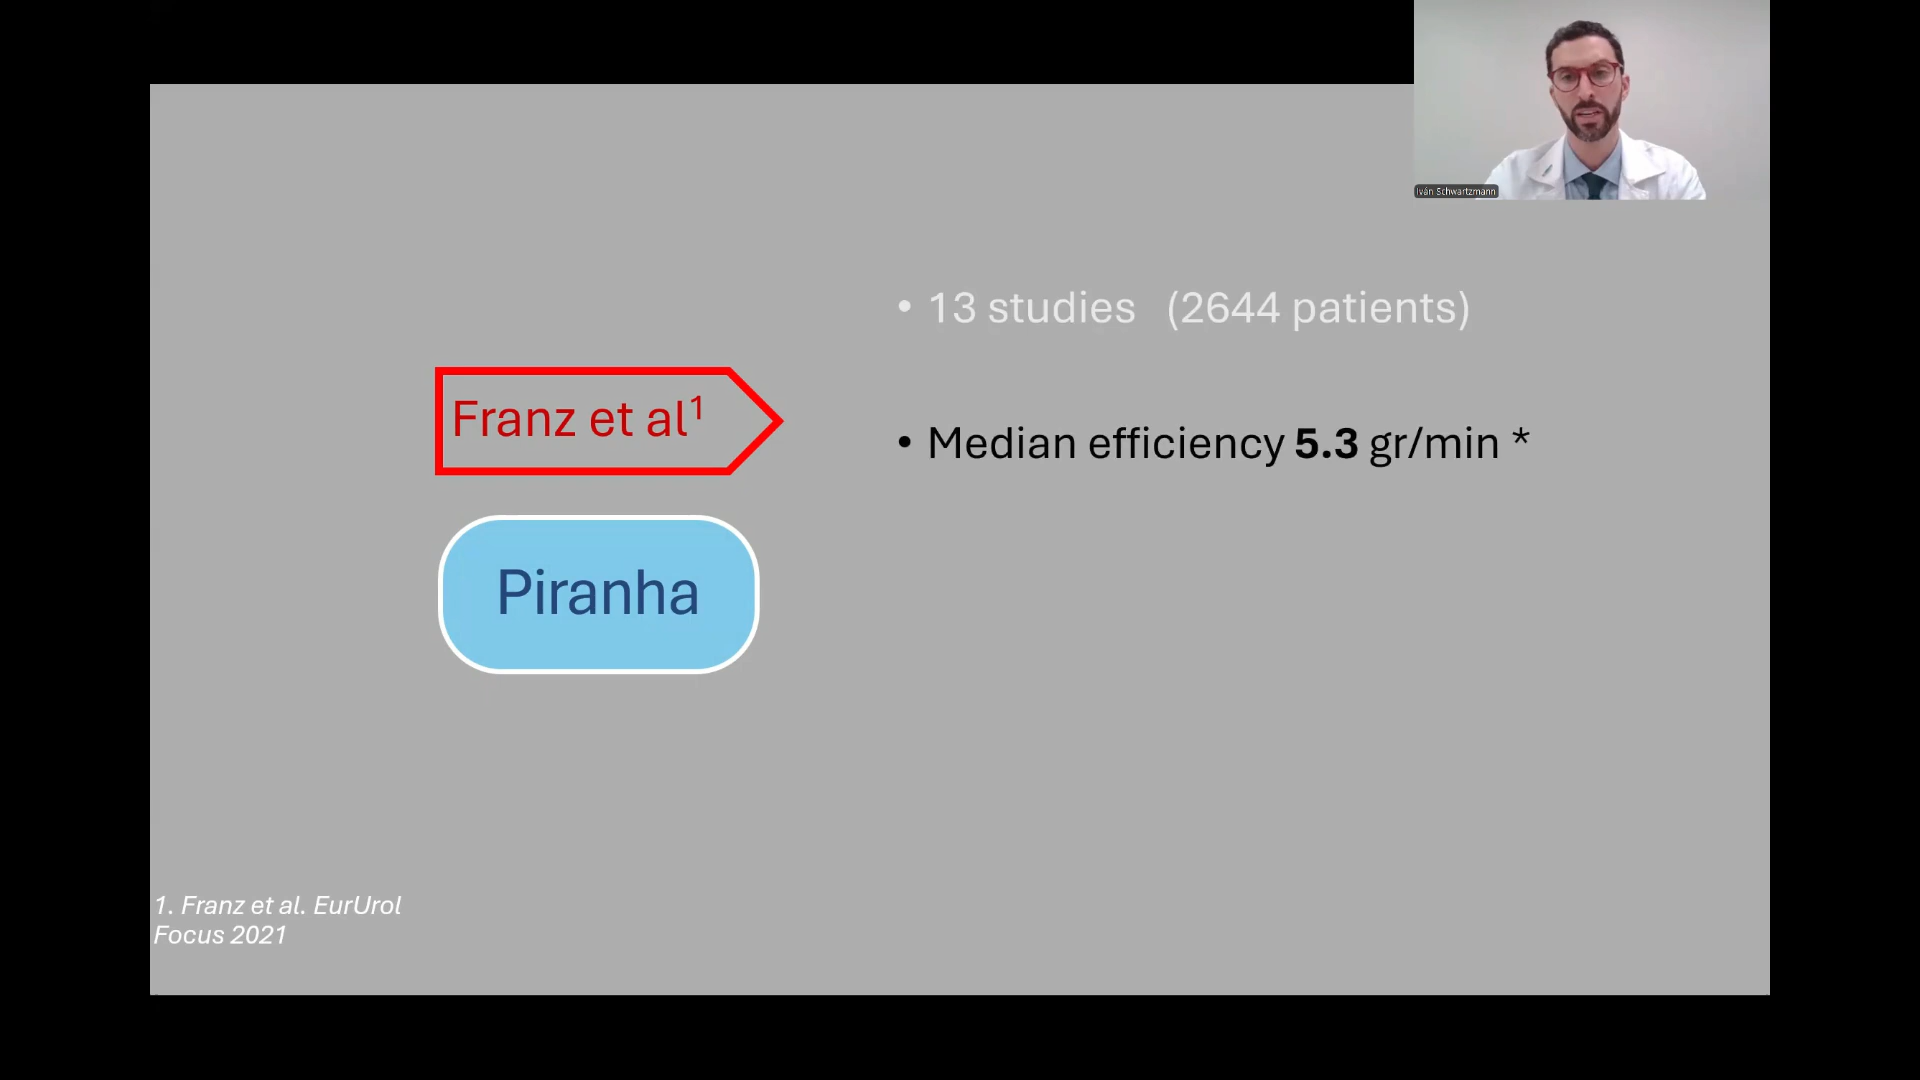 Iván Schwartzmann
• 13 studies (2644 patients)
Franz et al¹
• Median efficiency 5.3 gr/min *
Piranha
1. Franz et al. EurUrol
Focus 2021